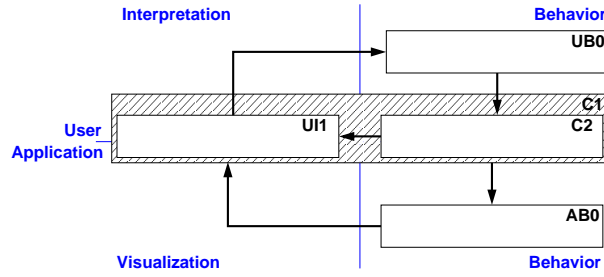 Interpretation Behavior
UB0
C1
UI1 C2
User
Application
AB0
Visualization Behavior